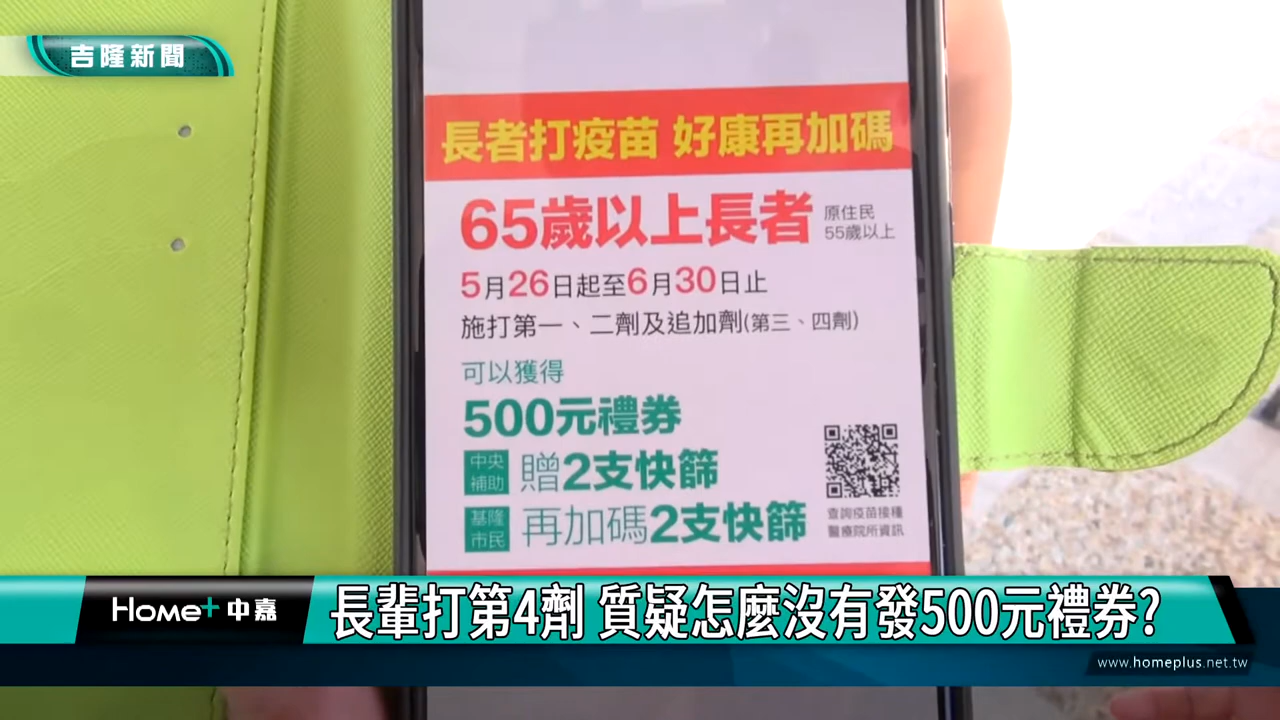 吉隆新聞
長者打疫苗 好康再加碼
65歲以上長者
原住民
55歲以上
5月26日起至6月30日止
施打第一、二劑及追加劑(第三、四劑)
可以獲得
500元禮券
中央
補助
贈2支快篩
基隆
市民
再加碼2支快篩
查詢疫苗接種
醫療院所資訊
Home+中嘉
長輩打第4劑 質疑怎麼沒有發500元禮券?
www.homeplus.net.tw